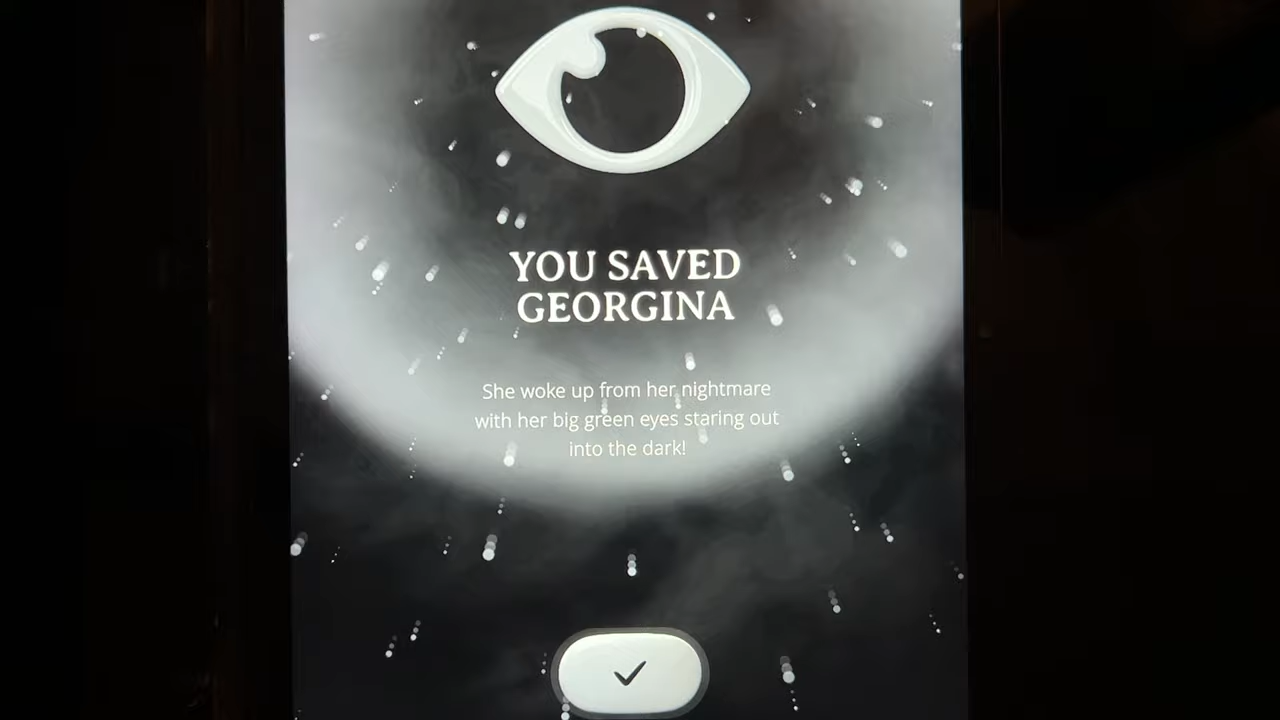 YOU SAVED
GEORGINA
She woke up from her nightmare
with her big green eyes staring out
into the dark!